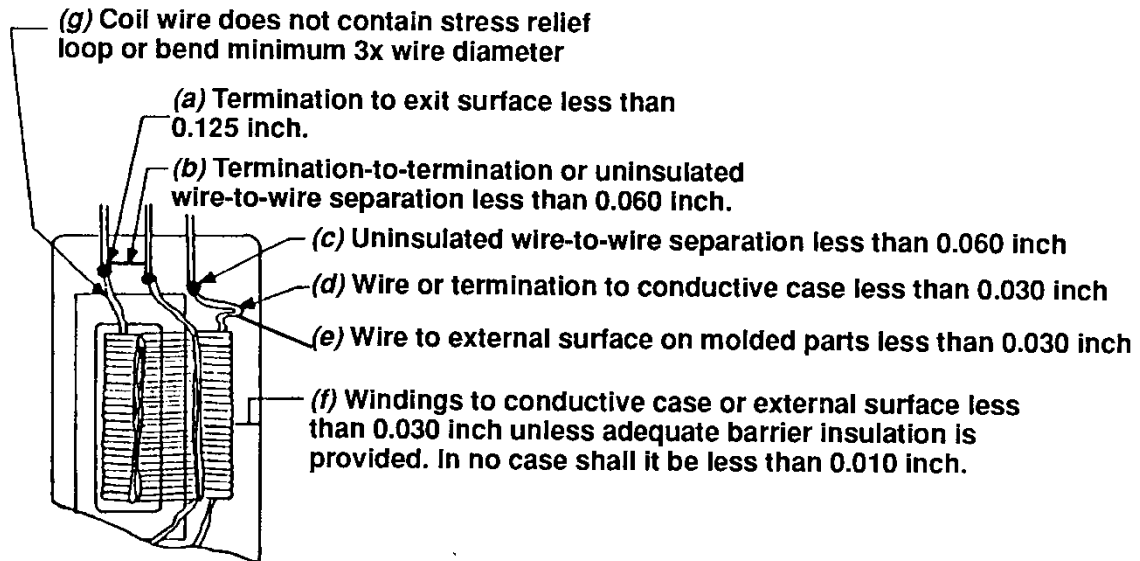 (g) Coil wire does not contain stress relief
loop or bend minimum 3x wire diameter
(a) Termination to exit surface less than
0.125 inch.
(b) Termination-to-termination or uninsulated
wire-to-wire separation less than 0.060 inch.
(c) Uninsulated wire-to-wire separation less than 0.060 inch
(d) Wire or termination to conductive case less than 0.030 inch
(e) Wire to external surface on molded parts less than 0.030 inch
(f) Windings to conductive case or external surface less
than 0.030 inch unless adequate barrier insulation is
provided. In no case shall it be less than 0.010 inch.